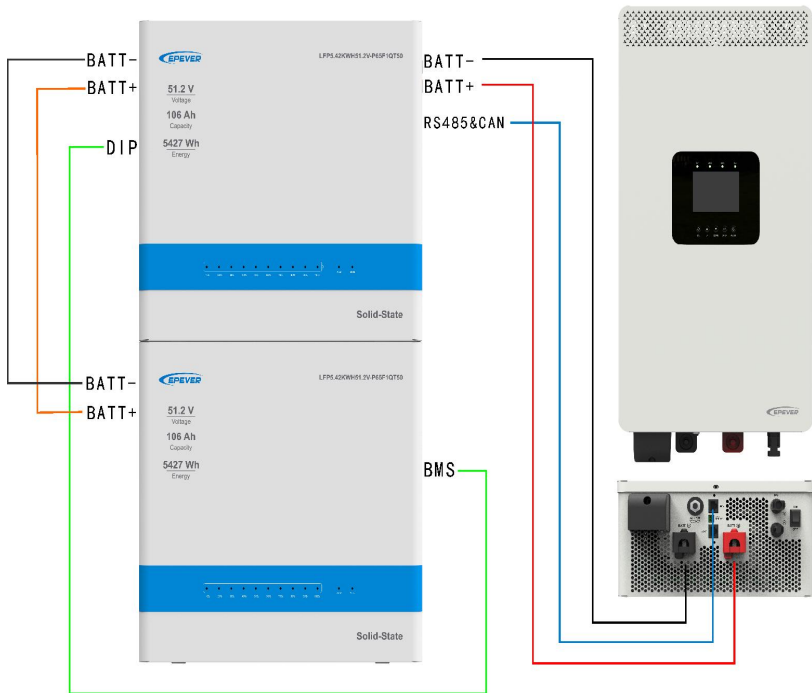 BATT-
BATT+
DIP
EPEVER
LFP5.42KWH51.2V-P65F1QT50
51.2 V
Voltage
106 Ah
Capacity
5427 Wh
Energy
Solid-State
BATT-
BATT+
RS485&CAN
BATT-
BATT+
EPEVER
LFP5.42KWH51.2V-P65F1QT50
51.2 V
Voltage
106 Ah
Capacity
5427 Wh
Energy
Solid-State
BMS
EPEVER